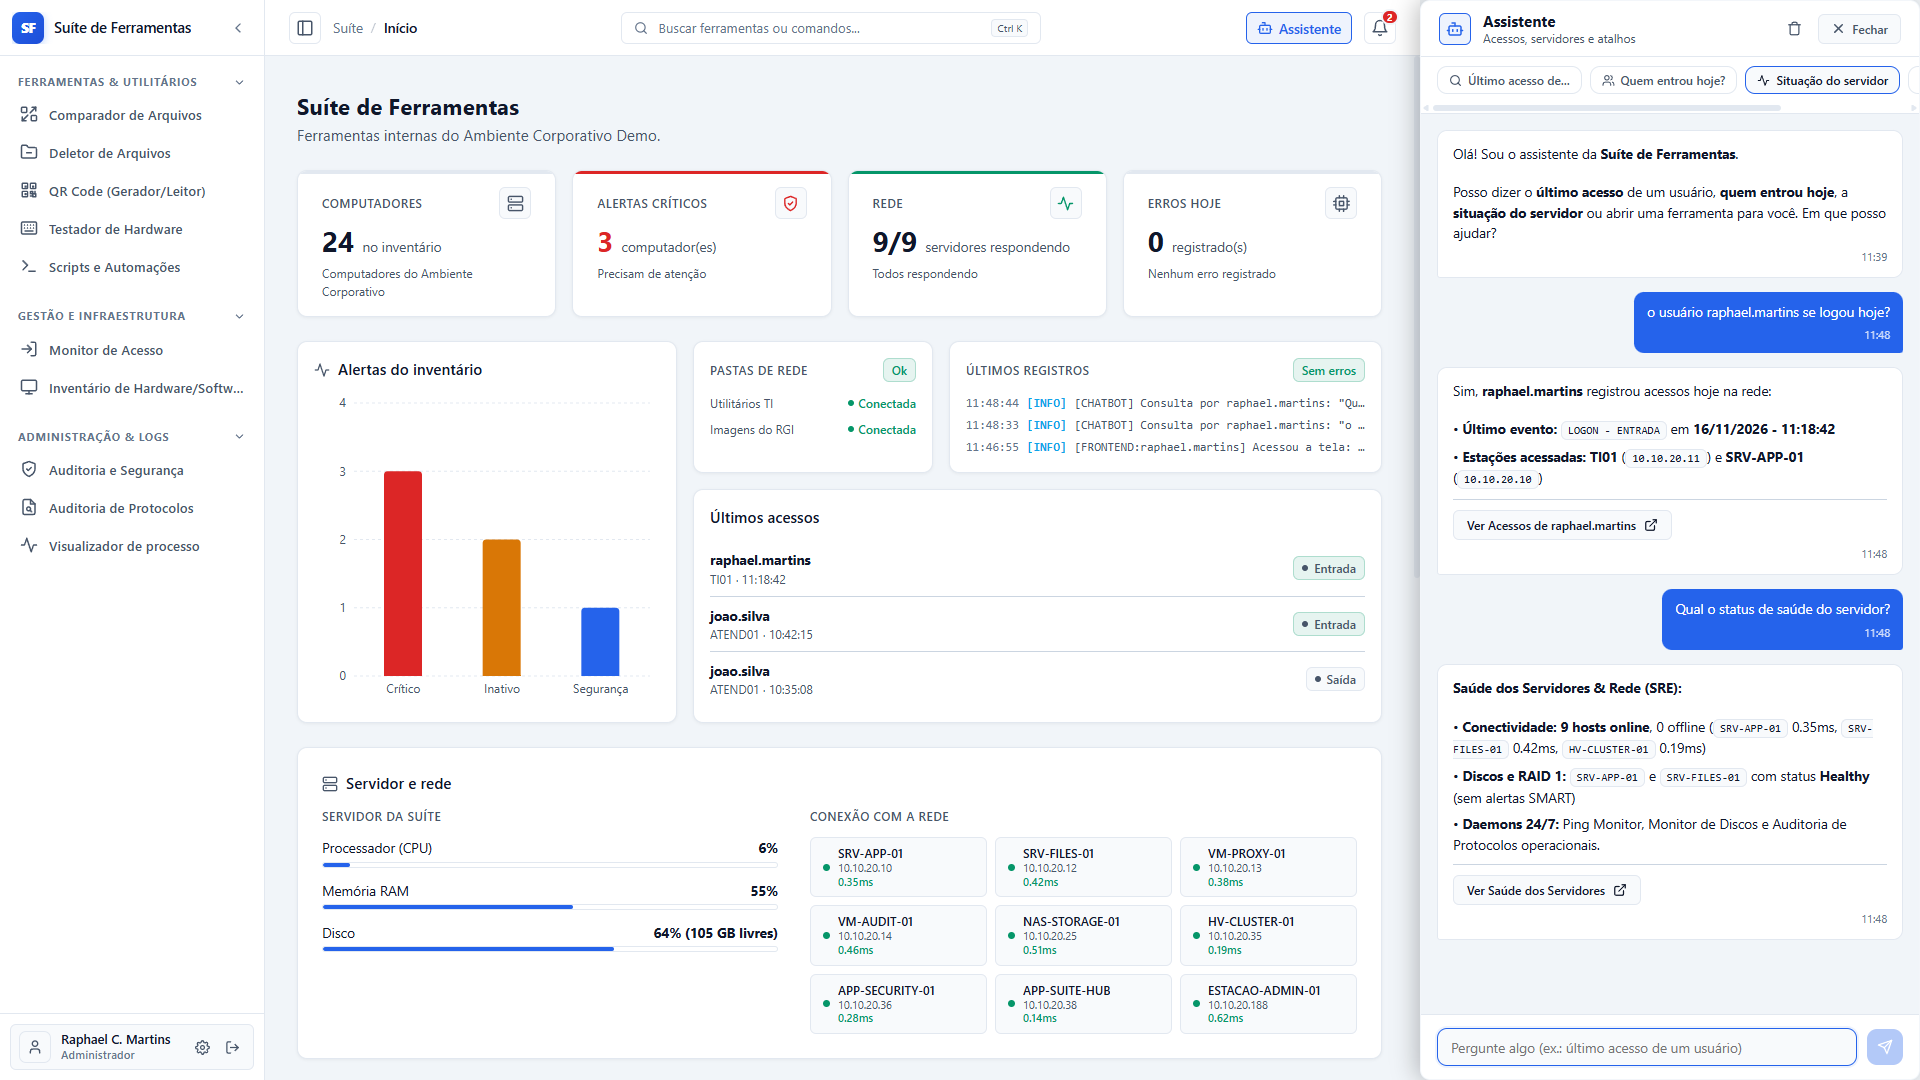 SF Suíte de Ferramentas
FERRAMENTAS & UTILITÁRIOS
Comparador de Arquivos
Deletor de Arquivos
QR Code (Gerador/Leitor)
Testador de Hardware
Scripts e Automações
GESTÃO E INFRAESTRUTURA
Monitor de Acesso
Inventário de Hardware/Softw...
ADMINISTRAÇÃO & LOGS
Auditoria e Segurança
Auditoria de Protocolos
Visualizador de processo
Raphael C. Martins
Administrador
Suíte / Início
Buscar ferramentas ou comandos...
Ctrl K
Assistente
2
Suíte de Ferramentas
Ferramentas internas do Ambiente Corporativo Demo.
COMPUTADORES
24 no inventário
Computadores do Ambiente
Corporativo
ALERTAS CRÍTICOS
3 computador(es)
Precisam de atenção
REDE
9/9 servidores respondendo
Todos respondendo
ERROS HOJE
0 registrado(s)
Nenhum erro registrado
Alertas do inventário
4
3
2
1
0
Crítico Inativo Segurança
PASTAS DE REDE Ok
Utilitários TI Conectada
Imagens do RGI Conectada
ÚLTIMOS REGISTROS Sem erros
11:48:44 [INFO] [CHATBOT] Consulta por raphael.martins: "Qu…
11:48:33 [INFO] [CHATBOT] Consulta por raphael.martins: "o …
11:46:55 [INFO] [FRONTEND:raphael.martins] Acessou a tela: …
Últimos acessos
raphael.martins
TI01 · 11:18:42
Entrada
joao.silva
ATEND01 · 10:42:15
Entrada
joao.silva
ATEND01 · 10:35:08
Saída
Servidor e rede
SERVIDOR DA SUÍTE
Processador (CPU) 6%
Memória RAM 55%
Disco 64% (105 GB livres)
CONEXÃO COM A REDE
SRV-APP-01
10.10.20.10
0.35ms
SRV-FILES-01
10.10.20.12
0.42ms
VM-PROXY-01
10.10.20.13
0.38ms
VM-AUDIT-01
10.10.20.14
0.46ms
NAS-STORAGE-01
10.10.20.25
0.51ms
HV-CLUSTER-01
10.10.20.35
0.19ms
APP-SECURITY-01
10.10.20.36
0.28ms
APP-SUITE-HUB
10.10.20.38
0.14ms
ESTACAO-ADMIN-01
10.10.20.188
0.62ms
Assistente
Acessos, servidores e atalhos
Fechar
Último acesso de...
Quem entrou hoje?
Situação do servidor
Olá! Sou o assistente da Suíte de Ferramentas.
Posso dizer o último acesso de um usuário, quem entrou hoje, a
situação do servidor ou abrir uma ferramenta para você. Em que posso
ajudar?
11:39
o usuário raphael.martins se logou hoje?
11:48
Sim, raphael.martins registrou acessos hoje na rede:
• Último evento: LOGON - ENTRADA em 16/11/2026 - 11:18:42
• Estações acessadas: TI01 ( 10.10.20.11 ) e SRV-APP-01
( 10.10.20.10 )
Ver Acessos de raphael.martins
11:48
Qual o status de saúde do servidor?
11:48
Saúde dos Servidores & Rede (SRE):
• Conectividade: 9 hosts online, 0 offline ( SRV-APP-01 0.35ms, SRV-
FILES-01 0.42ms, HV-CLUSTER-01 0.19ms)
• Discos e RAID 1: SRV-APP-01 e SRV-FILES-01 com status Healthy
(sem alertas SMART)
• Daemons 24/7: Ping Monitor, Monitor de Discos e Auditoria de
Protocolos operacionais.
Ver Saúde dos Servidores
11:48
Pergunte algo (ex.: último acesso de um usuário)